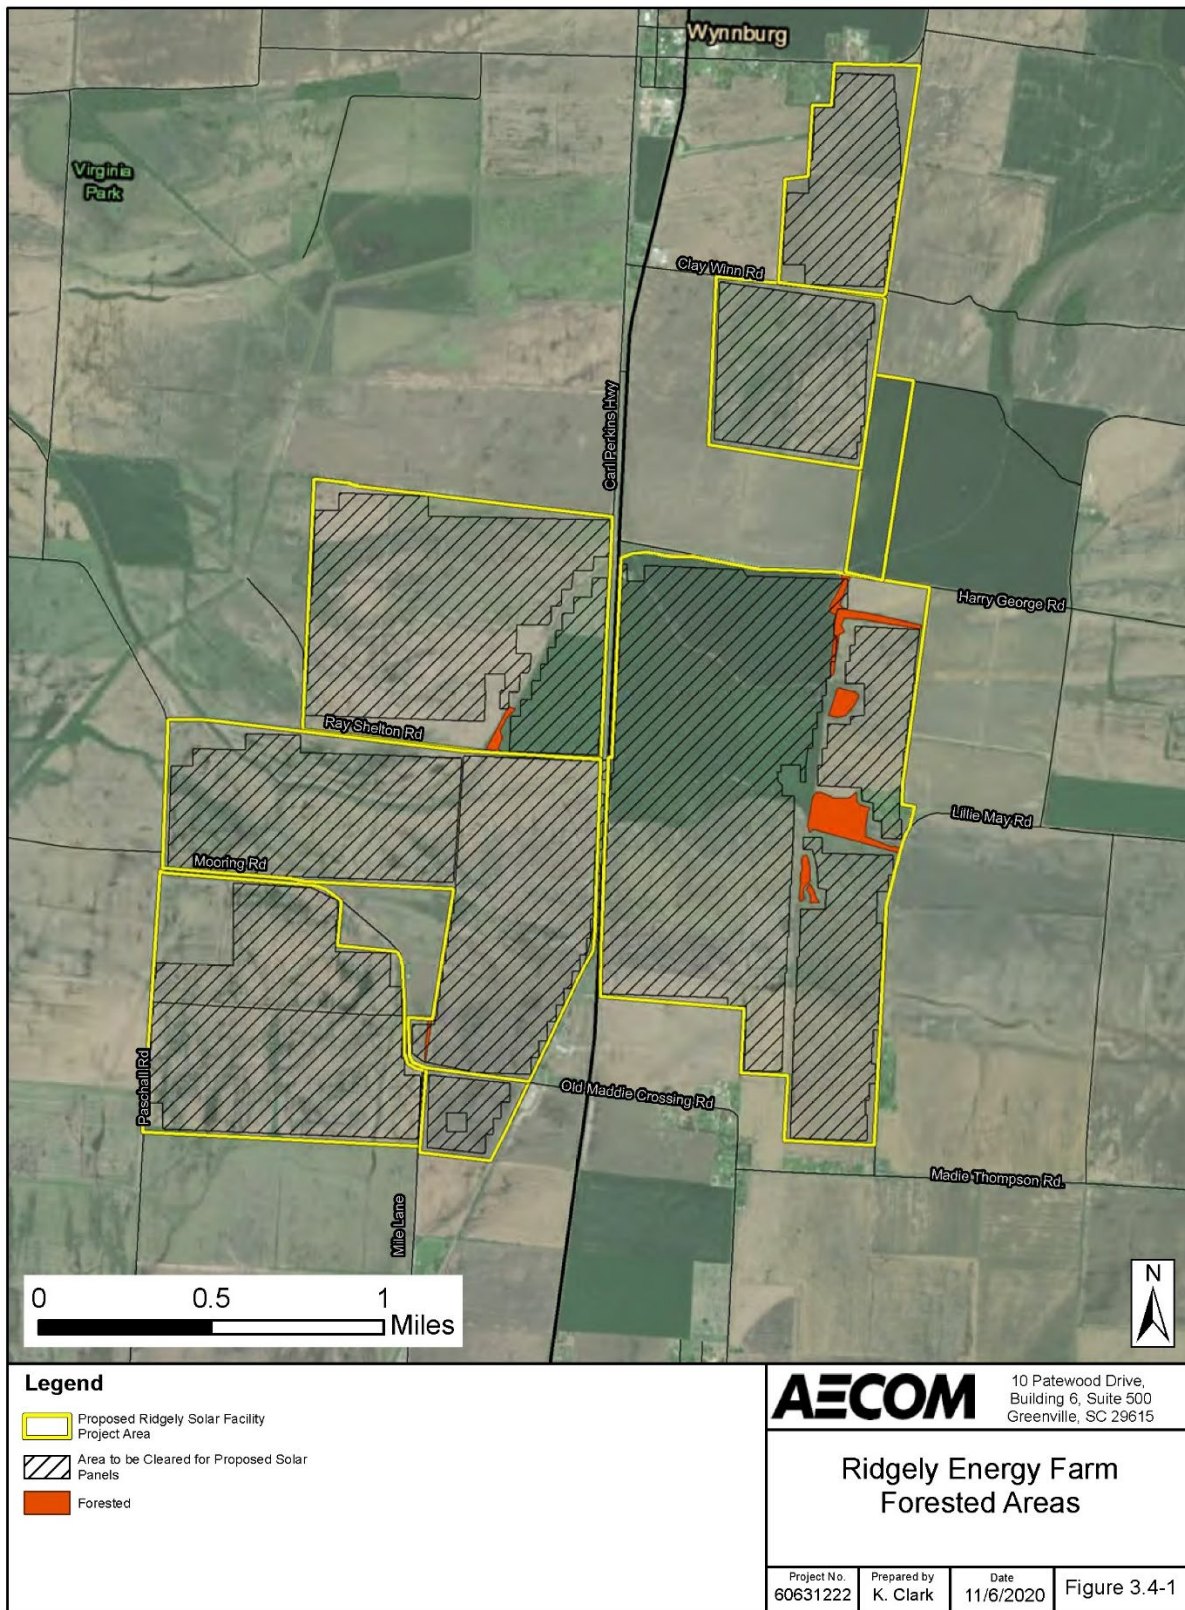 Wynnburg
Virginia
Park
Clay Winn Rd
Carl Perkins Hwy
Harry George Rd
Ray Shelton Rd
Lillie May Rd
Mooring Rd
Paschall Rd
Old Maddie Crossing Rd
Madie Thompson Rd.
Mile Lane
0 0.5 1
Miles
N
Legend
Proposed Ridgely Solar Facility
Project Area
Area to be Cleared for Proposed Solar
Panels
Forested
AECOM
10 Patewood Drive,
Building 6, Suite 500
Greenville, SC 29615
Ridgely Energy Farm
Forested Areas
Project No.
60631222
Prepared by
K. Clark
Date
11/6/2020
Figure 3.4-1